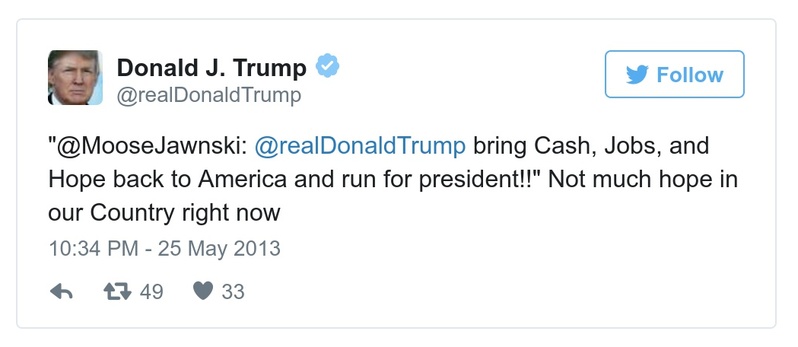 Donald J. Trump
@realDonaldTrump
Follow
"@MooseJawnski: @realDonaldTrump bring Cash, Jobs, and
Hope back to America and run for president!!" Not much hope in
our Country right now
10:34 PM - 25 May 2013
49 33